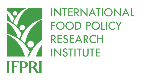 INTERNATIONAL
FOOD POLICY
RESEARCH
INSTITUTE
IFPRI